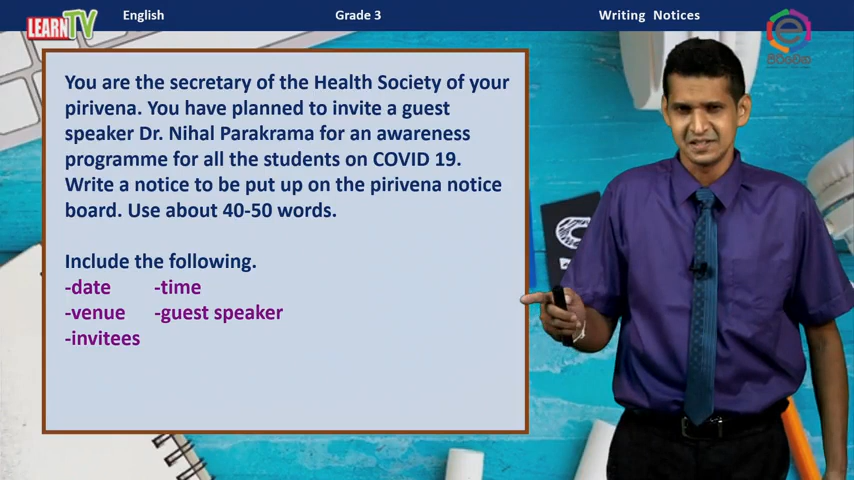 LEARN TV
English
Grade 3
Writing Notices
You are the secretary of the Health Society of your
pirivena. You have planned to invite a guest
speaker Dr. Nihal Parakrama for an awareness
programme for all the students on COVID 19.
Write a notice to be put up on the pirivena notice
board. Use about 40-50 words.
Include the following.
-date -time
-venue -guest speaker
-invitees